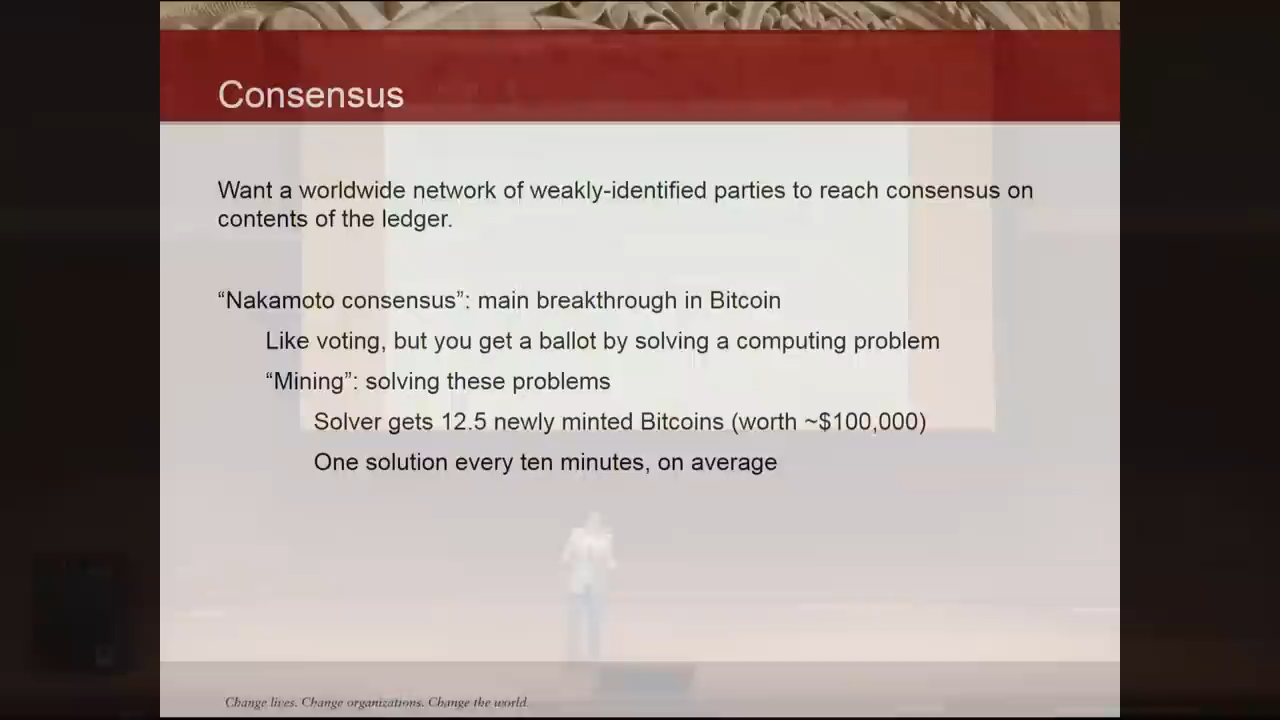 Consensus
Want a worldwide network of weakly-identified parties to reach consensus on
contents of the ledger.
“Nakamoto consensus”: main breakthrough in Bitcoin
Like voting, but you get a ballot by solving a computing problem
“Mining”: solving these problems
Solver gets 12.5 newly minted Bitcoins (worth ~$100,000)
One solution every ten minutes, on average
Change lives. Change organizations. Change the world.